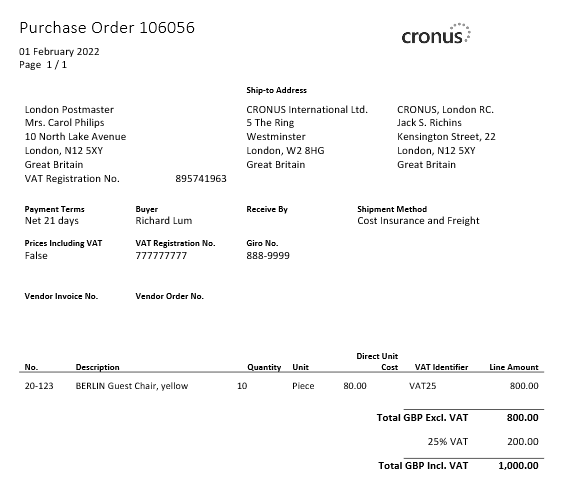 Purchase Order 106056
cronus
01 February 2022
Page 1 / 1
Ship-to Address
London Postmaster CRONUS International Ltd. CRONUS, London RC.
Mrs. Carol Philips 5 The Ring Jack S. Richins
10 North Lake Avenue Westminster Kensington Street, 22
London, N12 5XY London, W2 8HG London, N12 5XY
Great Britain Great Britain Great Britain
VAT Registration No. 895741963
Payment Terms Buyer Receive By Shipment Method
Net 21 days Richard Lum Cost Insurance and Freight
Prices Including VAT VAT Registration No. Giro No.
False 777777777 888-9999
Vendor Invoice No. Vendor Order No.
Direct Unit
No. Description Quantity Unit Cost VAT Identifier Line Amount
20-123 BERLIN Guest Chair, yellow 10 Piece 80.00 VAT25 800.00
Total GBP Excl. VAT 800.00
25% VAT 200.00
Total GBP Incl. VAT 1,000.00